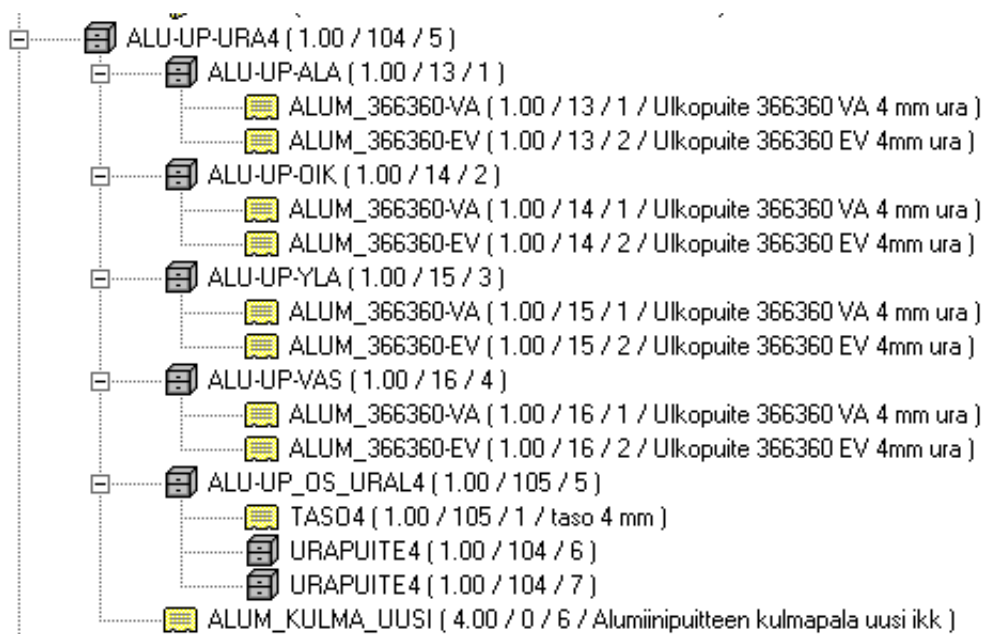 ALU-UP-URA4 ( 1.00 / 104 / 5 )
ALU-UP-ALA ( 1.00 / 13 / 1 )
ALUM_366360-VA ( 1.00 / 13 / 1 / Ulkopuite 366360 VA 4 mm ura )
ALUM_366360-EV ( 1.00 / 13 / 2 / Ulkopuite 366360 EV 4mm ura )
ALU-UP-OIK ( 1.00 / 14 / 2 )
ALUM_366360-VA ( 1.00 / 14 / 1 / Ulkopuite 366360 VA 4 mm ura )
ALUM_366360-EV ( 1.00 / 14 / 2 / Ulkopuite 366360 EV 4mm ura )
ALU-UP-YLA ( 1.00 / 15 / 3 )
ALUM_366360-VA ( 1.00 / 15 / 1 / Ulkopuite 366360 VA 4 mm ura )
ALUM_366360-EV ( 1.00 / 15 / 2 / Ulkopuite 366360 EV 4mm ura )
ALU-UP-VAS ( 1.00 / 16 / 4 )
ALUM_366360-VA ( 1.00 / 16 / 1 / Ulkopuite 366360 VA 4 mm ura )
ALUM_366360-EV ( 1.00 / 16 / 2 / Ulkopuite 366360 EV 4mm ura )
ALU-UP_OS_URAL4 ( 1.00 / 105 / 5 )
TASO4 ( 1.00 / 105 / 1 / taso 4 mm )
URAPUITE4 ( 1.00 / 104 / 6 )
URAPUITE4 ( 1.00 / 104 / 7 )
ALUM_KULMA_UUSI ( 4.00 / 0 / 6 / Alumiinipuitteen kulmapala uusi ikk )